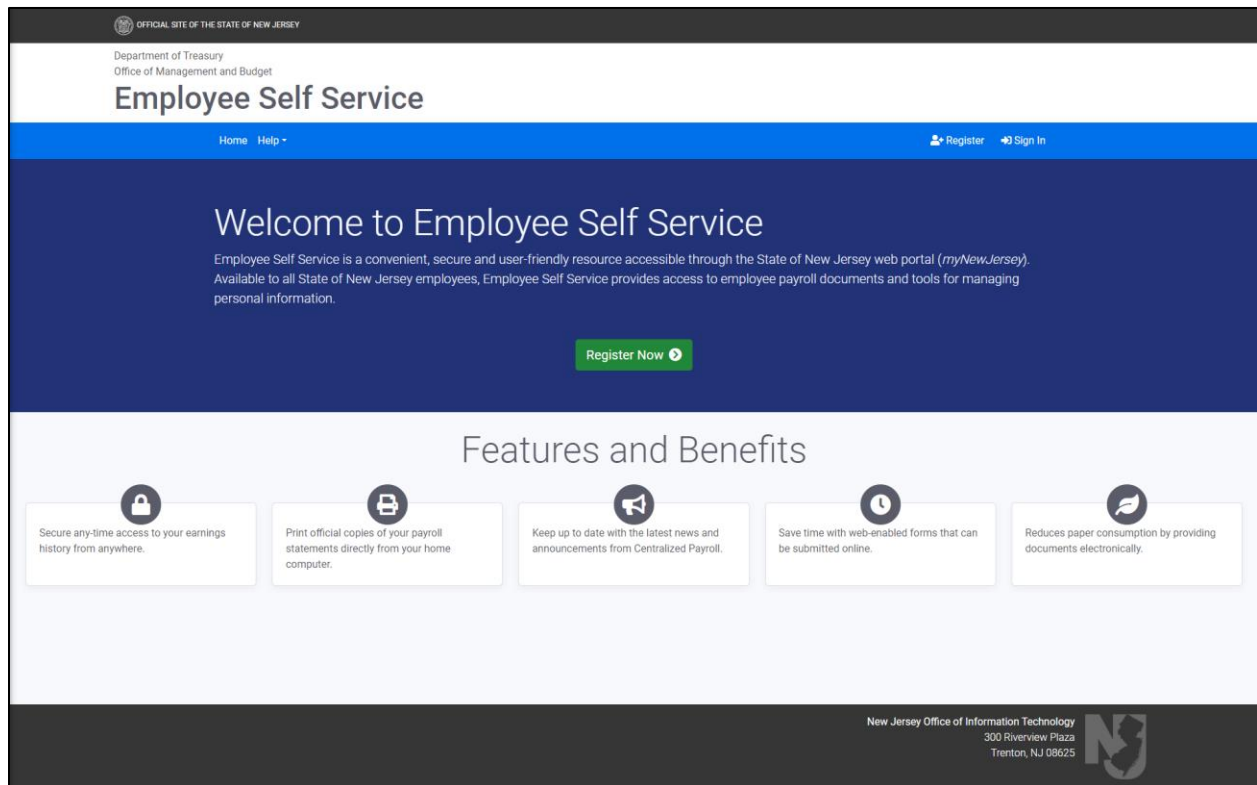 OFFICIAL SITE OF THE STATE OF NEW JERSEY
Department of Treasury
Office of Management and Budget
Employee Self Service
Home Help Register Sign In
Welcome to Employee Self Service
Employee Self Service is a convenient, secure and user-friendly resource accessible through the State of New Jersey web portal (myNewJersey).
Available to all State of New Jersey employees, Employee Self Service provides access to employee payroll documents and tools for managing
personal information.
Register Now
Features and Benefits
Secure any-time access to your earnings
history from anywhere.
Print official copies of your payroll
statements directly from your home
computer.
Keep up to date with the latest news and
announcements from Centralized Payroll.
Save time with web-enabled forms that can
be submitted online.
Reduces paper consumption by providing
documents electronically.
New Jersey Office of Information Technology
300 Riverview Plaza
Trenton, NJ 08625
NJ